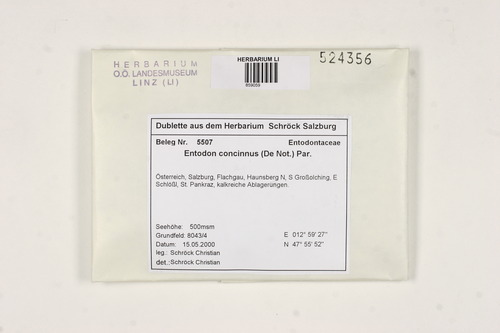 HERBARIUM
O.Ö. LANDESMUSEUM
LINZ (LI)
HERBARIUM LI
859059
524356
Dublette aus dem Herbarium Schröck Salzburg
Beleg Nr. 5507 Entodontaceae
Entodon concinnus (De Not.) Par.
Österreich, Salzburg, Flachgau, Haunsberg N, S Großolching, E
Schlößl, St. Pankraz, kalkreiche Ablagerungen.
Seehöhe: 500msm
Grundfeld: 8043/4
Datum: 15.05.2000
leg.: Schröck Christian
det.: Schröck Christian
E 012° 59' 27"
N 47° 55' 52"